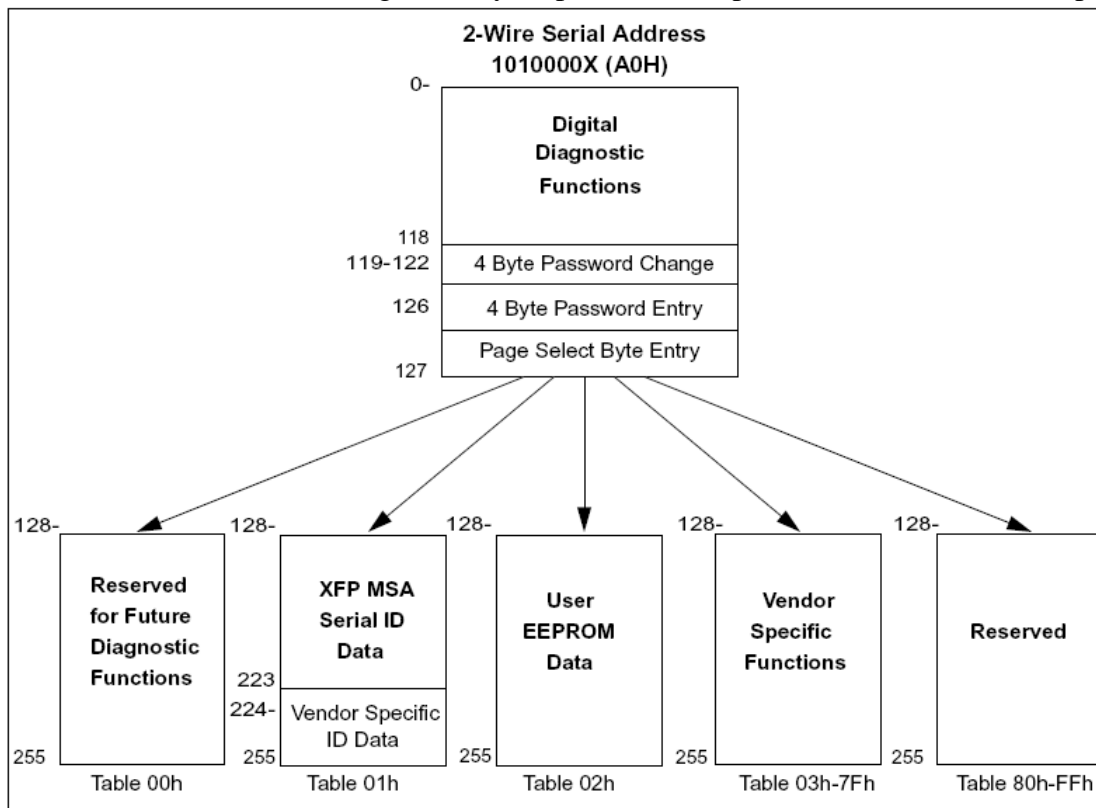 2-Wire Serial Address
1010000X (A0H)
0-
Digital
Diagnostic
Functions
118
119-122
4 Byte Password Change
126
4 Byte Password Entry
Page Select Byte Entry
127
128-
Reserved
for Future
Diagnostic
Functions
255
Table 00h
128-
XFP MSA
Serial ID
Data
223
224-
Vendor Specific
ID Data
255
Table 01h
128-
User
EEPROM
Data
255
Table 02h
128-
Vendor
Specific
Functions
255
Table 03h-7Fh
128-
Reserved
255
Table 80h-FFh